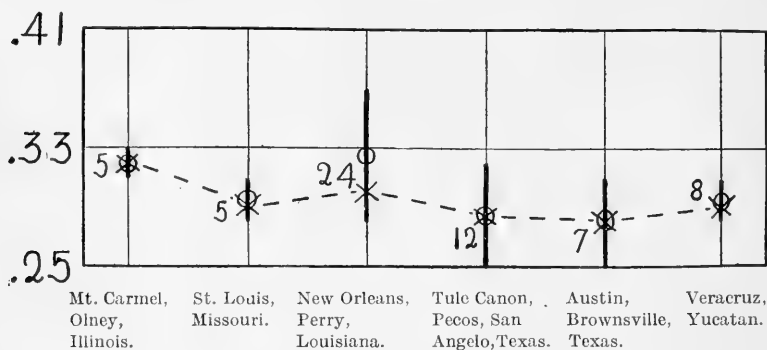 .41
.33
.25
5
5
24
12
7
8
Mt. Carmel,
Olney,
Illinois.
St. Louis,
Missouri.
New Orleans,
Perry,
Louisiana.
Tule Canon,
Pecos, San
Angelo, Texas.
Austin,
Brownsville,
Texas.
Veracruz,
Yucatan.